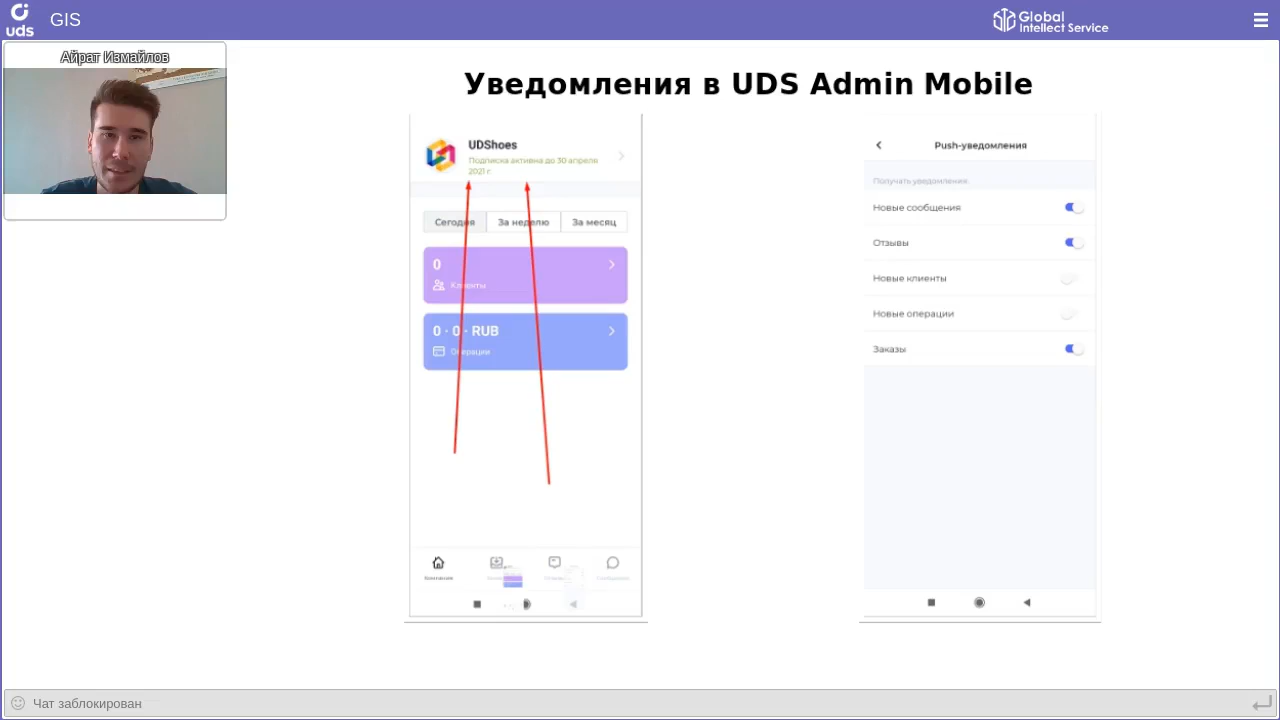 uds
GIS
Global
Intellect Service
Айрат Измайлов
Уведомления в UDS Admin Mobile
UDShoes
Подписка активна до 30 апреля
2021 г.
Сегодня
За неделю
За месяц
0
Клиенты
0 · 0 · RUB
Операции
Push-уведомления
Получать уведомления:
Новые сообщения
Отзывы
Новые клиенты
Новые операции
Заказы
Чат заблокирован